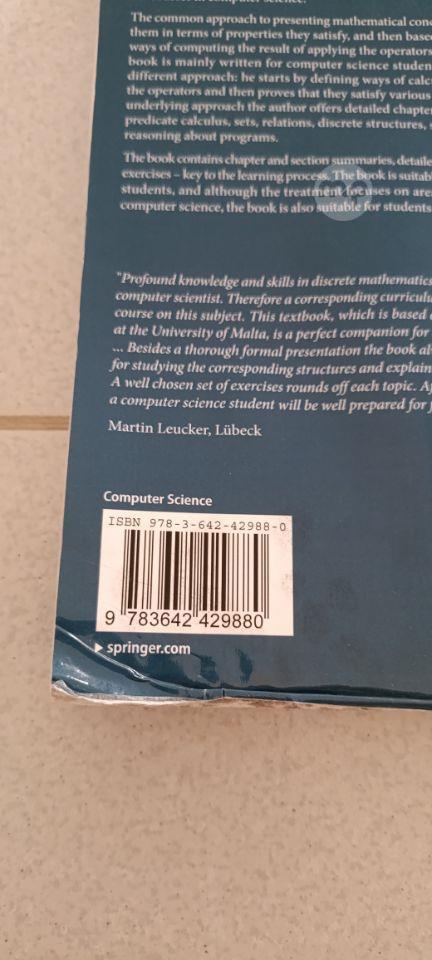 The common approach to presenting mathematical conc
them in terms of properties they satisfy, and then based
ways of computing the result of applying the operators
book is mainly written for computer science studen
different approach: he starts by defining ways of calc
the operators and then proves that they satisfy various
underlying approach the author offers detailed chapter
predicate calculus, sets, relations, discrete structures,
reasoning about programs.
The book contains chapter and section summaries, detaile
exercises – key to the learning process. The book is suitabl
students, and although the treatment focuses on area
computer science, the book is also suitable for students
"Profound knowledge and skills in discrete mathematics
computer scientist. Therefore a corresponding curriculu
course on this subject. This textbook, which is based
at the University of Malta, is a perfect companion for
... Besides a thorough formal presentation the book al
for studying the corresponding structures and explain
A well chosen set of exercises rounds off each topic. Af
a computer science student will be well prepared for
Martin Leucker, Lübeck
Computer Science
ISBN 978-3-642-42988-0
9 783642 429880
springer.com